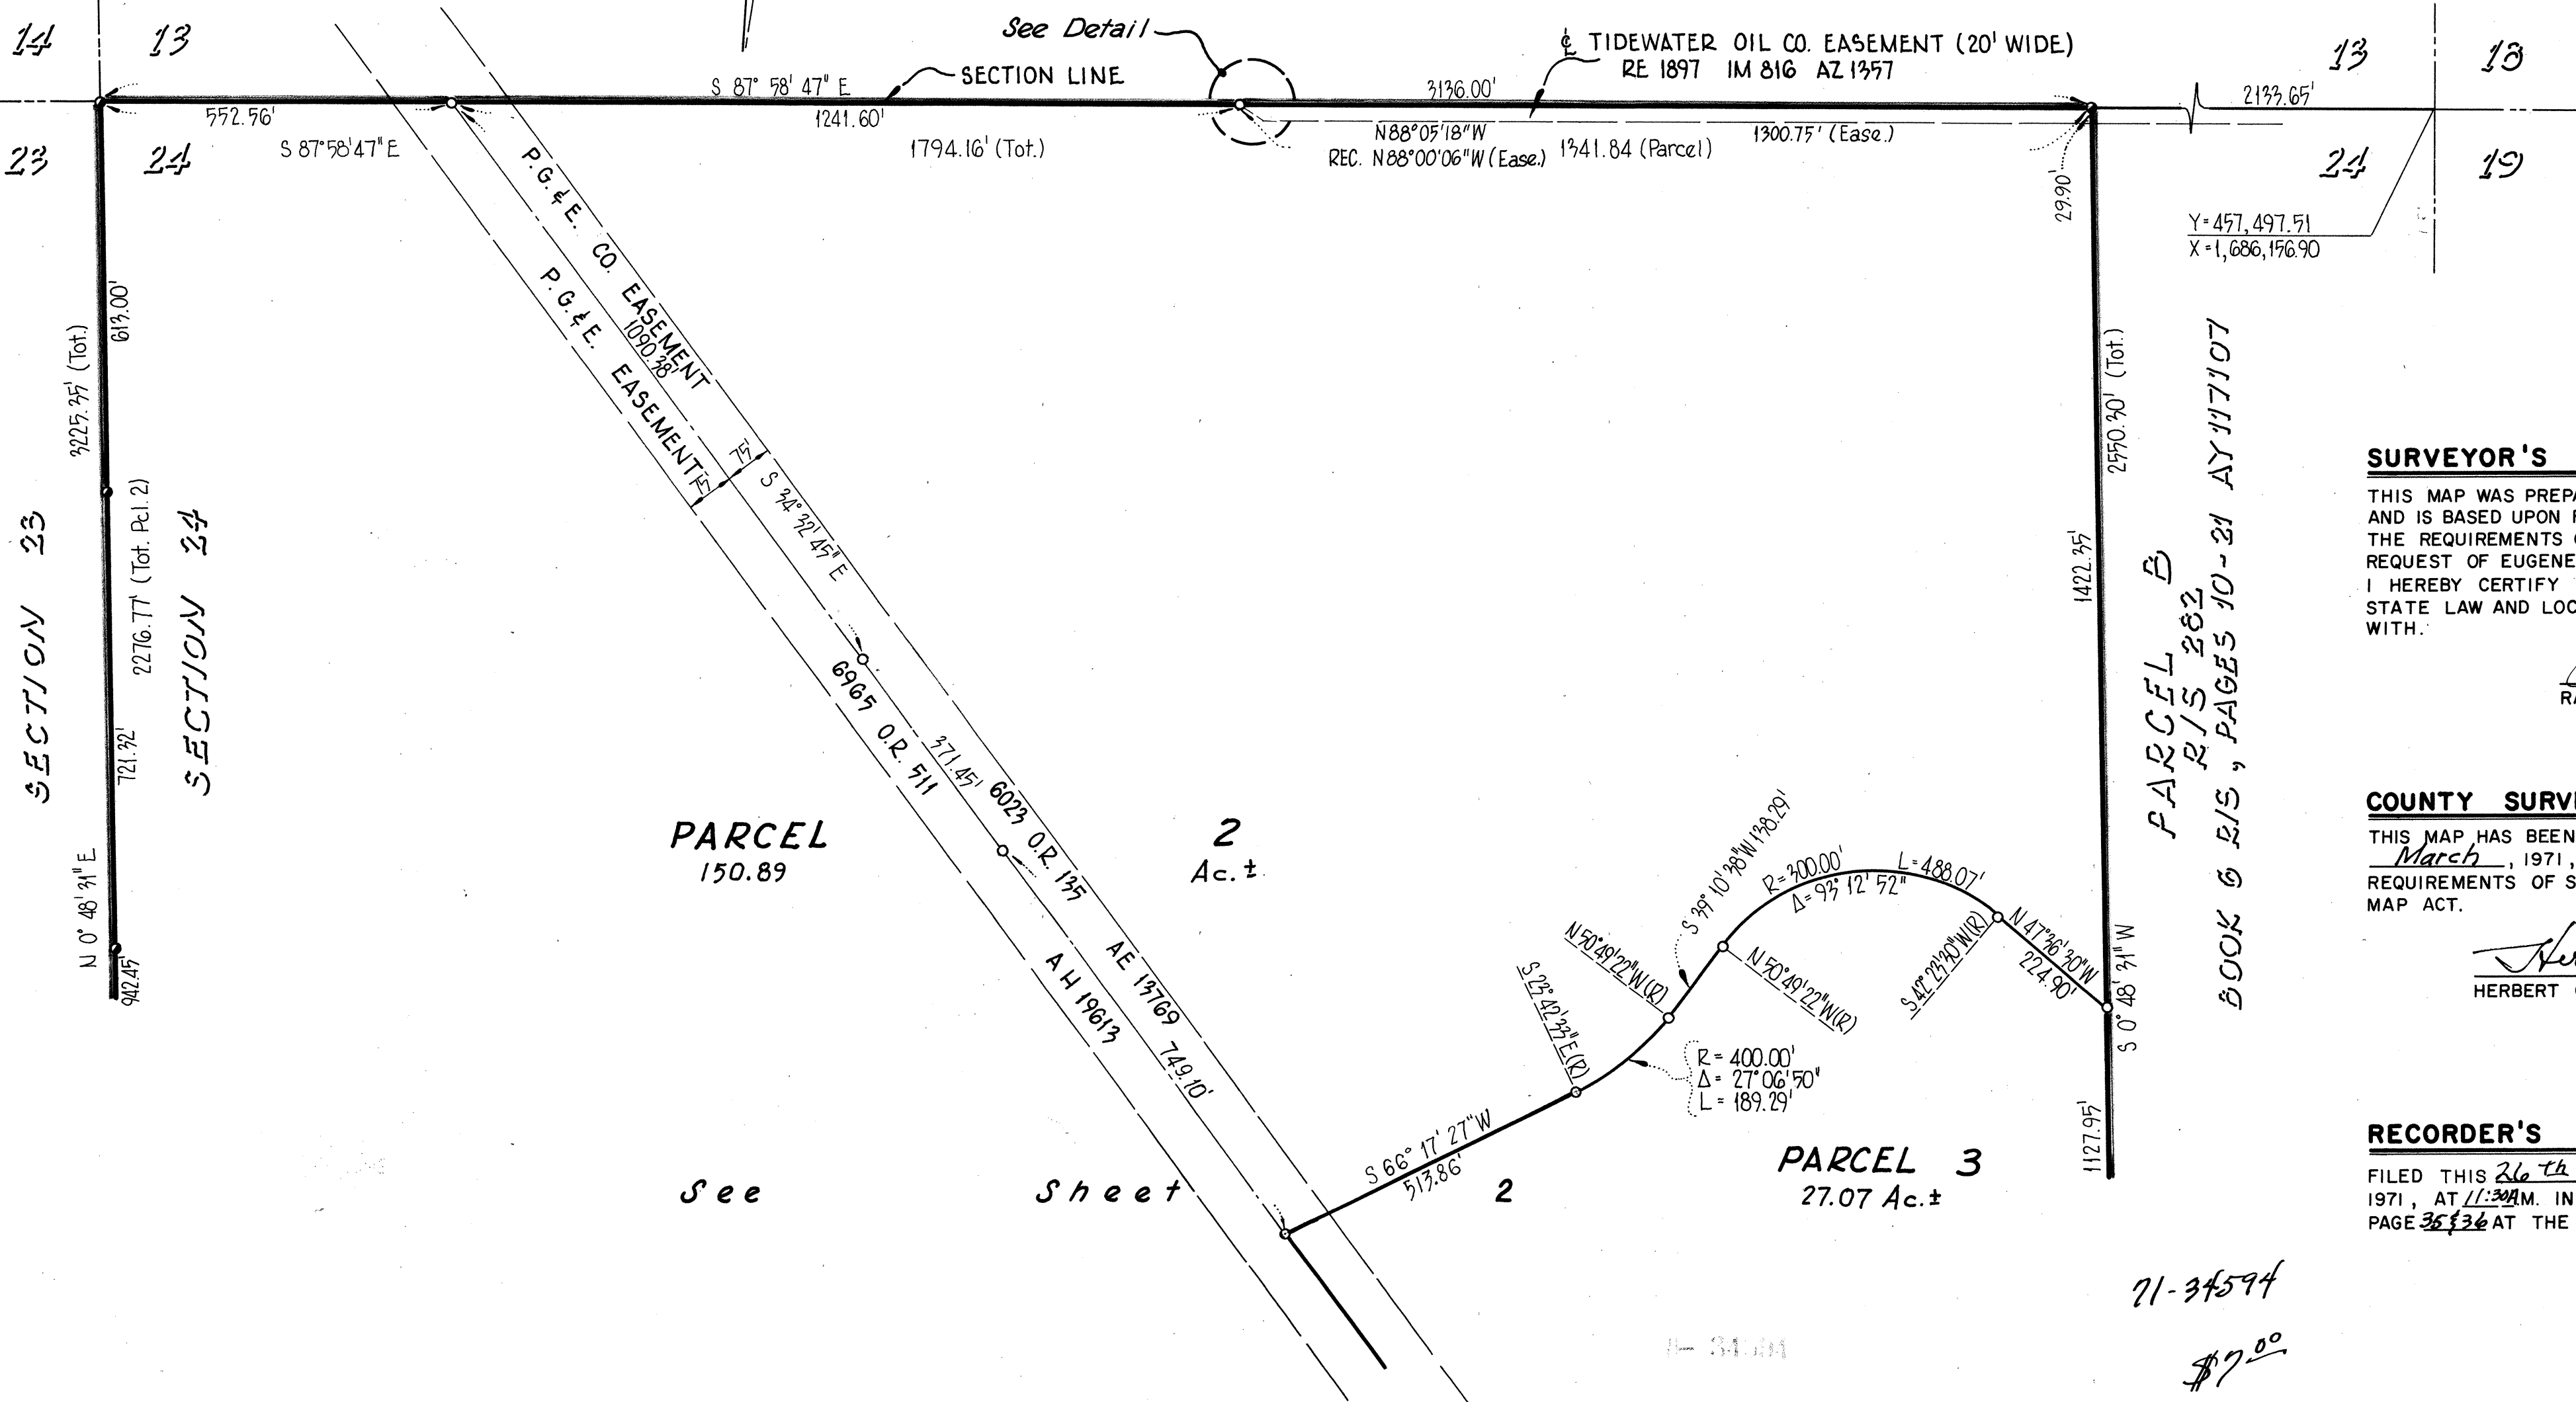 14
13
See Detail
℄ TIDEWATER OIL CO. EASEMENT (20' WIDE)
RE 1897 IM 816 AZ 1357
13
18
S 87° 58' 47" E
SECTION LINE
3136.00'
2133.65'
552.56'
1241.60'
S 87°58'47"E
1794.16' (Tot.)
N88°05'18"W
1300.75' (Ease.)
REC. N88°00'06"W (Ease.)
1341.84 (Parcel)
23
24
24
19
29.90'
Y=457,497.51
X=1,686,156.90
P.G.& E. CO. EASEMENT
P.G.& E. EASEMENT
1090.38'
75'
75'
S 34° 32' 45" E
613.00'
3225.35' (Tot.)
2276.77' (Tot. Pcl. 2)
SECTION 23
SECTION 24
721.32'
N 0° 48' 31" E
942.45'
2550.30' (Tot.)
1422.35'
PARCEL B
R/S 282
BOOK 6 R/S, PAGES 10-21 AY117107
SURVEYOR'S
THIS MAP WAS
AND IS BASED UPON
THE REQUIREMENTS
REQUEST OF EUGENE
I HEREBY CERTIFY
STATE LAW AND
WITH.
6965 O.R. 511
371.45'
6023 O.R. 135
PARCEL 2
150.89 Ac.±
AH 19613
AE 13769
749.10'
S 39° 10' 38" W 138.29'
R=300.00'
L=488.07'
Δ= 93° 12' 52"
N50°49'22"W(R)
N50°49'22"W(R)
S 42° 23'30"W(R)
N 47°36'30"W
224.90'
S 0° 48' 31" W
S 23° 42' 33" E(R)
R= 400.00'
Δ= 27°06'50"
L= 189.29'
S 66° 17' 27" W
513.86'
1127.95'
PARCEL 3
27.07 Ac.±
See Sheet 2
COUNTY
THIS MAP HAS BEEN
March, 1971,
REQUIREMENTS OF
MAP ACT.
HERBERT
RECORDER'S
FILED THIS 26th
1971, AT 11:30 A.M. IN
PAGE 35 & 36 AT THE
71-34594
$7.00